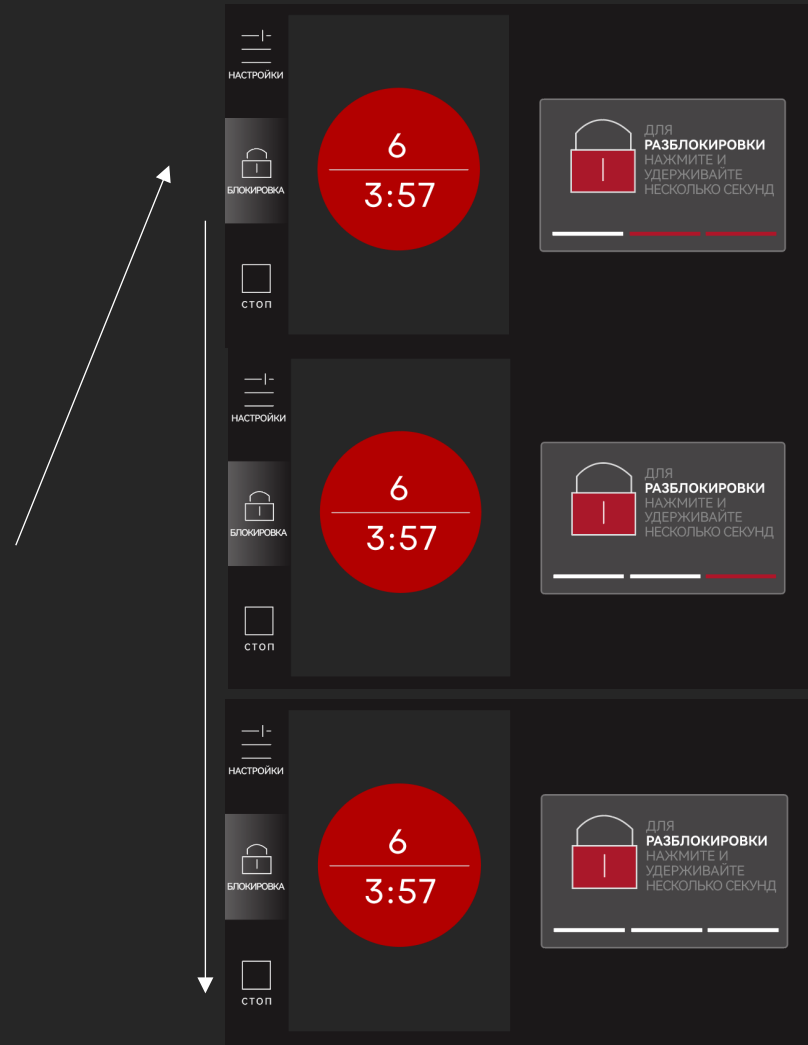 НАСТРОЙКИ
6
3:57
ДЛЯ
РАЗБЛОКИРОВКИ
НАЖМИТЕ И
УДЕРЖИВАЙТЕ
НЕСКОЛЬКО СЕКУНД
БЛОКИРОВКА
СТОП
НАСТРОЙКИ
6
3:57
ДЛЯ
РАЗБЛОКИРОВКИ
НАЖМИТЕ И
УДЕРЖИВАЙТЕ
НЕСКОЛЬКО СЕКУНД
БЛОКИРОВКА
СТОП
НАСТРОЙКИ
6
3:57
ДЛЯ
РАЗБЛОКИРОВКИ
НАЖМИТЕ И
УДЕРЖИВАЙТЕ
НЕСКОЛЬКО СЕКУНД
БЛОКИРОВКА
СТОП